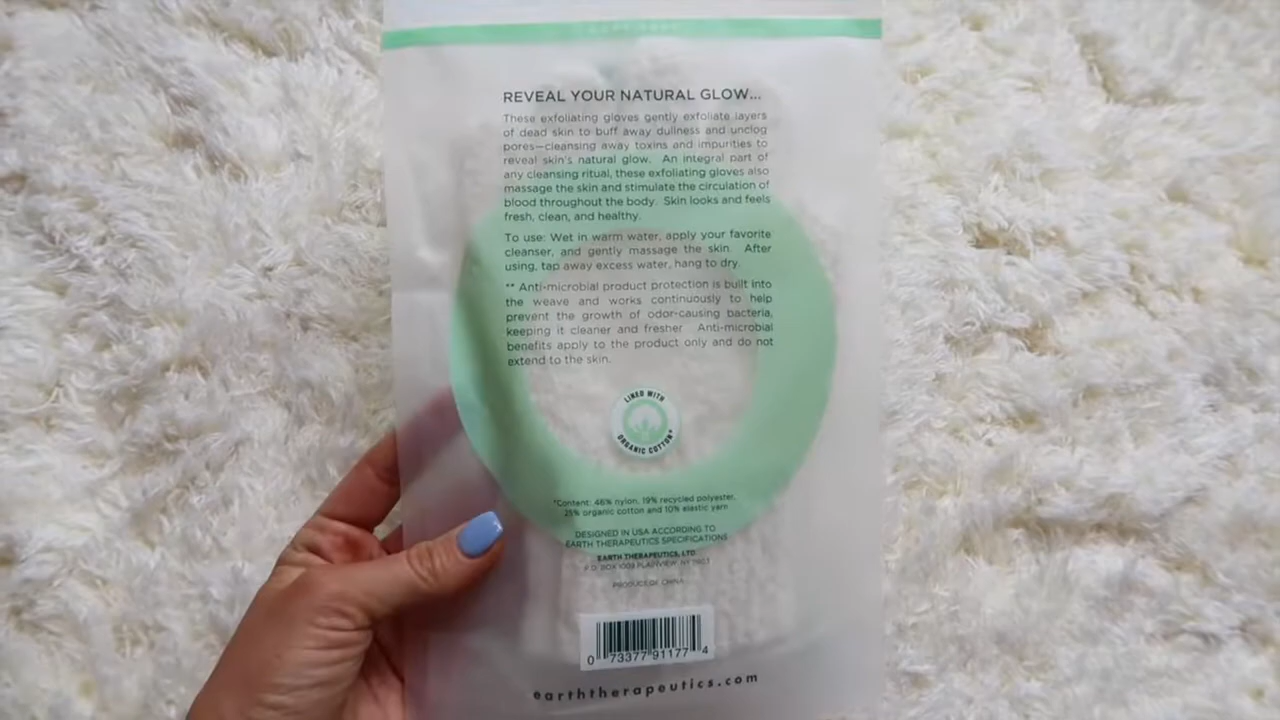 REVEAL YOUR NATURAL GLOW...
These exfoliating gloves gently exfoliate layers
of dead skin to buff away dullness and unclog
pores—cleansing away toxins and impurities to
reveal skin's natural glow. An integral part of
any cleansing ritual, these exfoliating gloves also
massage the skin and stimulate the circulation of
blood throughout the body. Skin looks and feels
fresh, clean, and healthy.
To use: Wet in warm water, apply your favorite
cleanser, and gently massage the skin. After
using, tap away excess water, hang to dry.
** Anti-microbial product protection is built into
the weave and works continuously to help
prevent the growth of odor-causing bacteria,
keeping it cleaner and fresher. Anti-microbial
benefits apply to the product only and do not
extend to the skin.
LINED WITH
ORGANIC COTTON*
*Content: 46% nylon, 19% recycled polyester,
25% organic cotton and 10% elastic yarn
DESIGNED IN USA ACCORDING TO
EARTH THERAPEUTICS SPECIFICATIONS
EARTH THERAPEUTICS, LTD
P.O. BOX 1003 PLAINVIEW, NY 11803
PRODUCE OF CHINA
0 73377 91177 4
earththerapeutics.com